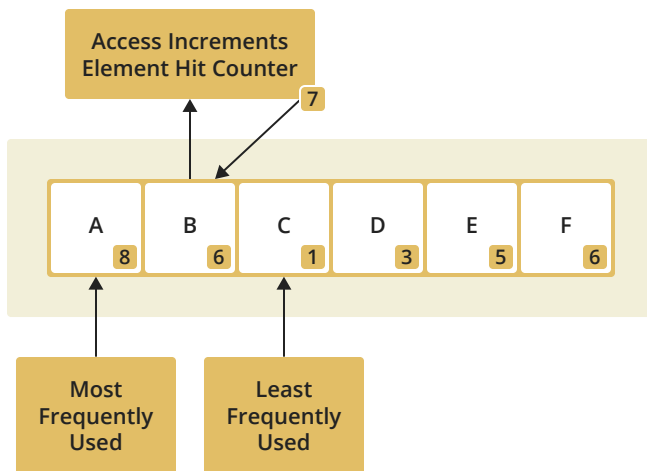 Access Increments
Element Hit Counter
7
A
8
B
6
C
1
D
3
E
5
F
6
Most
Frequently
Used
Least
Frequently
Used